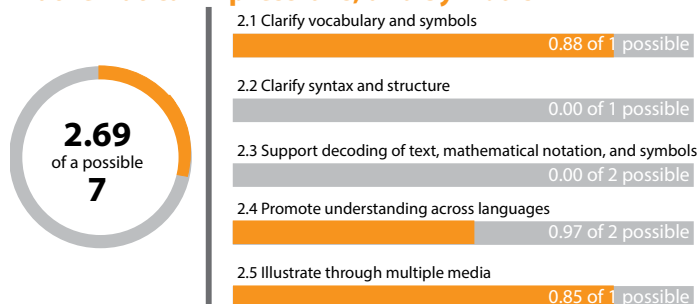 2.69
of a possible
7
2.1 Clarify vocabulary and symbols
0.88 of 1 possible
2.2 Clarify syntax and structure
0.00 of 1 possible
2.3 Support decoding of text, mathematical notation, and symbols
0.00 of 2 possible
2.4 Promote understanding across languages
0.97 of 2 possible
2.5 Illustrate through multiple media
0.85 of 1 possible